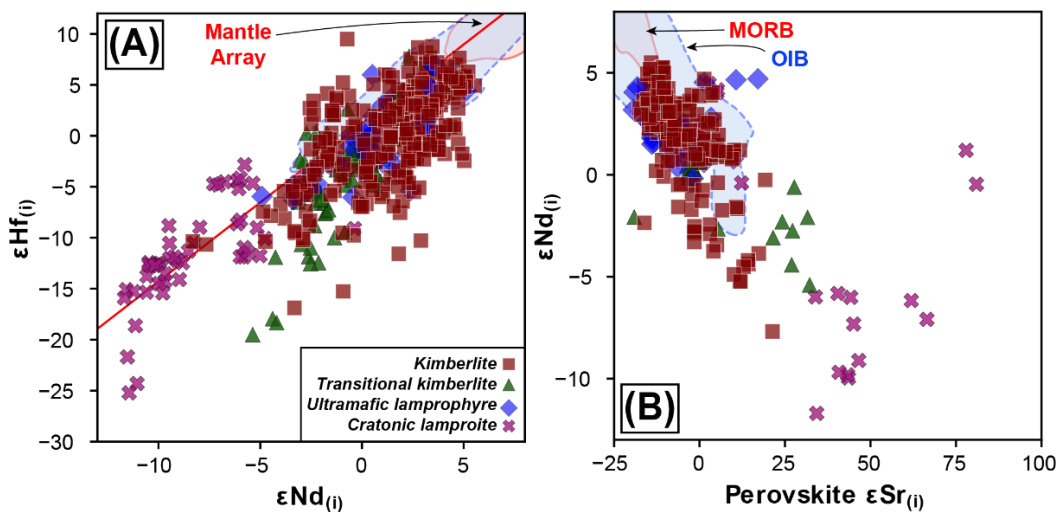 (A)
Mantle
Array
εHf(i)
10
5
0
−5
−10
−15
−20
−25
−30
−10
−5
0
5
εNd(i)
Kimberlite
Transitional kimberlite
Ultramafic lamprophyre
Cratonic lamproite
MORB
OIB
εNd(i)
5
0
−5
−10
(B)
−25
0
25
50
75
100
Perovskite εSr(i)